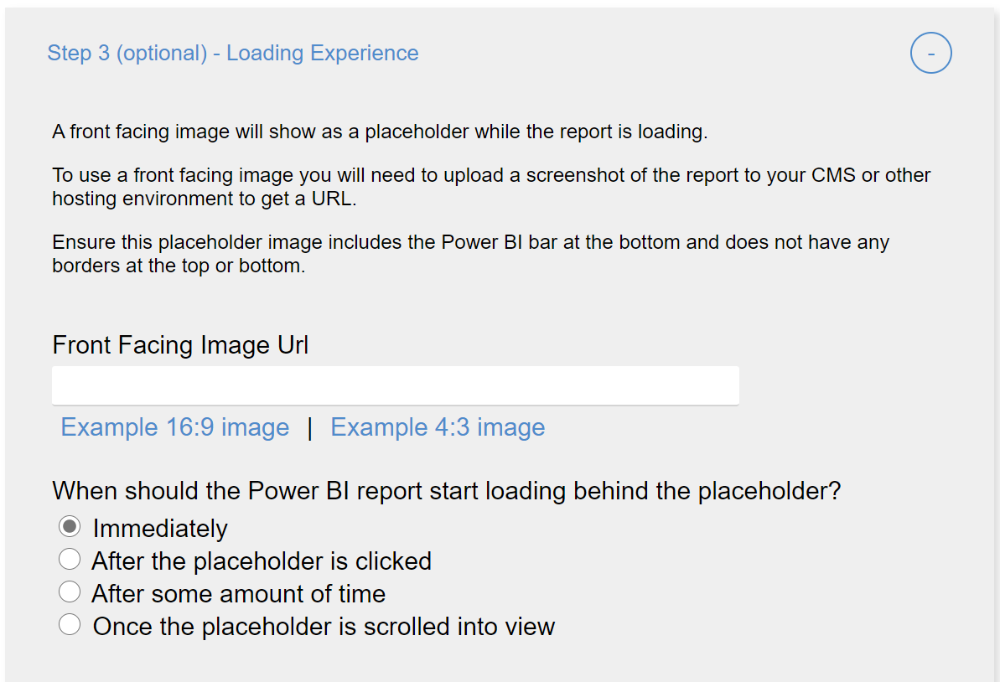 Step 3 (optional) - Loading Experience
-
A front facing image will show as a placeholder while the report is loading.
To use a front facing image you will need to upload a screenshot of the report to your CMS or other
hosting environment to get a URL.
Ensure this placeholder image includes the Power BI bar at the bottom and does not have any
borders at the top or bottom.
Front Facing Image Url
Example 16:9 image | Example 4:3 image
When should the Power BI report start loading behind the placeholder?
Immediately
After the placeholder is clicked
After some amount of time
Once the placeholder is scrolled into view